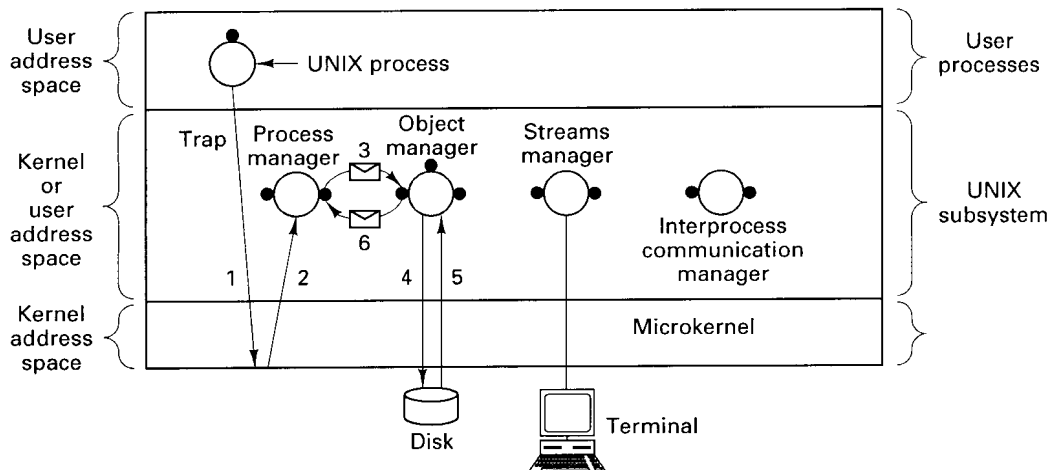 User
address
space
UNIX process
User
processes
Kernel
or
user
address
space
Trap
Process
manager
3
6
Object
manager
Streams
manager
Interprocess
communication
manager
UNIX
subsystem
1
2
4
5
Kernel
address
space
Microkernel
Disk
Terminal